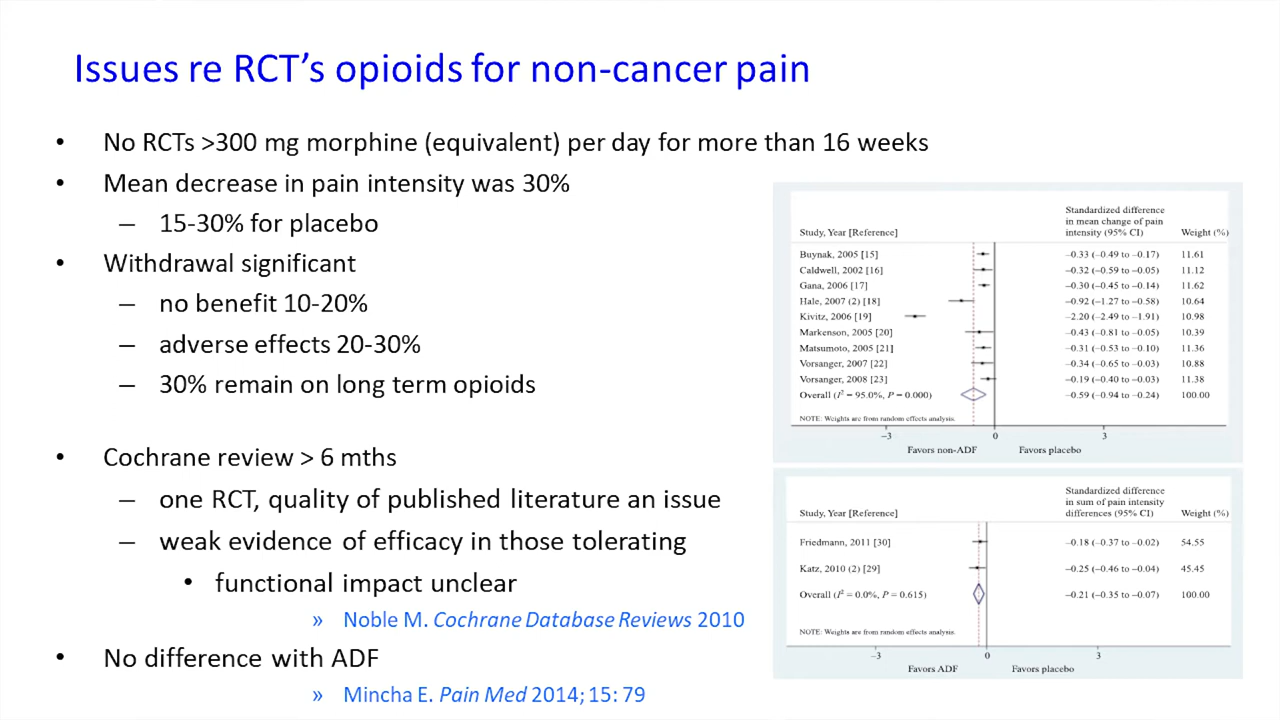 Issues re RCT's opioids for non-cancer pain
• No RCTs >300 mg morphine (equivalent) per day for more than 16 weeks
• Mean decrease in pain intensity was 30%
– 15-30% for placebo
• Withdrawal significant
– no benefit 10-20%
– adverse effects 20-30%
– 30% remain on long term opioids
• Cochrane review > 6 mths
– one RCT, quality of published literature an issue
– weak evidence of efficacy in those tolerating
• functional impact unclear
» Noble M. Cochrane Database Reviews 2010
• No difference with ADF
» Mincha E. Pain Med 2014; 15: 79
Standardized difference
in mean change of pain
Study, Year [Reference] intensity (95% CI) Weight (%)
Buynak, 2005 [15] −0.33 (−0.49 to −0.17) 11.61
Caldwell, 2002 [16] −0.32 (−0.59 to −0.05) 11.12
Gana, 2006 [17] −0.30 (−0.45 to −0.14) 11.62
Hale, 2007 (2) [18] −0.92 (−1.27 to −0.58) 10.64
Kivitz, 2006 [19] −2.20 (−2.49 to −1.91) 10.98
Markenson, 2005 [20] −0.43 (−0.81 to −0.05) 10.39
Matsumoto, 2005 [21] −0.31 (−0.53 to −0.10) 11.36
Vorsanger, 2007 [22] −0.34 (−0.65 to −0.03) 10.88
Vorsanger, 2008 [23] −0.19 (−0.40 to −0.03) 11.38
Overall (I² = 95.0%, P = 0.000) −0.59 (−0.94 to −0.24) 100.00
NOTE: Weights are from random effects analysis.
−3 0 3
Favors non-ADF Favors placebo
Standardized difference
in sum of pain intensity
Study, Year [Reference] differences (95% CI) Weight (%)
Friedmann, 2011 [30] −0.18 (−0.37 to −0.02) 54.55
Katz, 2010 (2) [29] −0.25 (−0.46 to −0.04) 45.45
Overall (I² = 0.0%, P = 0.615) −0.21 (−0.35 to −0.07) 100.00
NOTE: Weights are from random effects analysis.
−3 0 3
Favors ADF Favors placebo